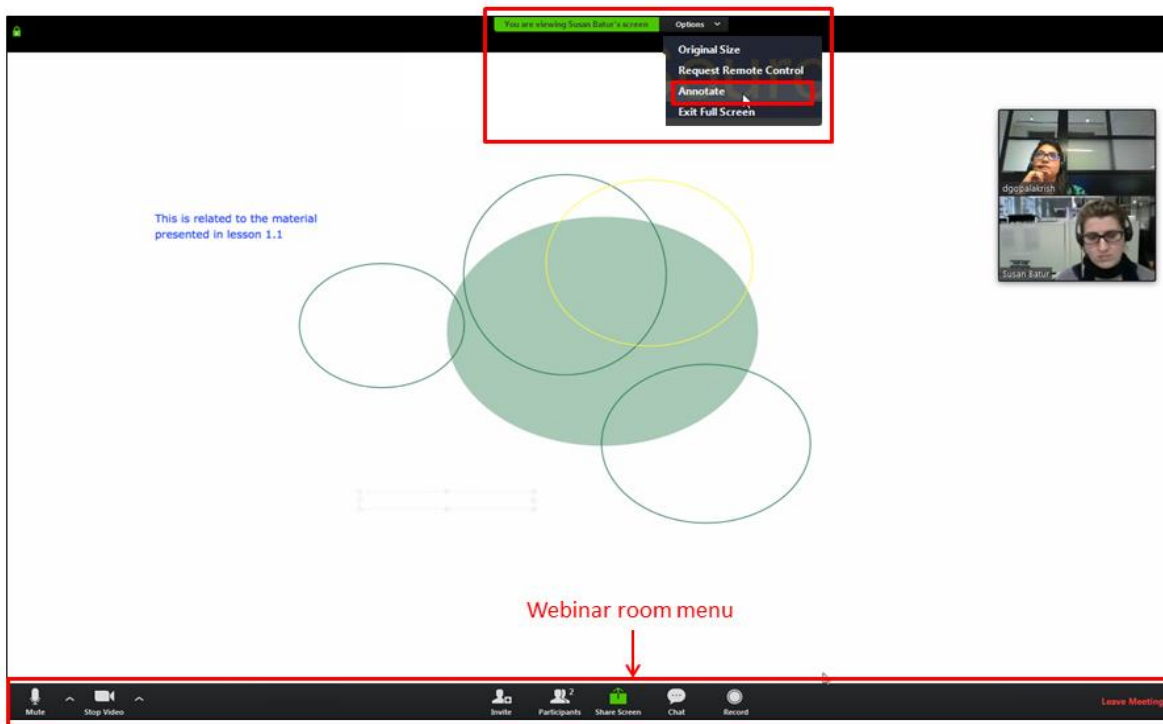 You are viewing Susan Batur's screen
Options
Original Size
Request Remote Control
Annotate
Exit Full Screen
This is related to the material
presented in lesson 1.1
dgopalakrish
Susan Batur
Webinar room menu
Mute
Stop Video
Invite
2
Participants
Share Screen
Chat
Record
Leave Meeting